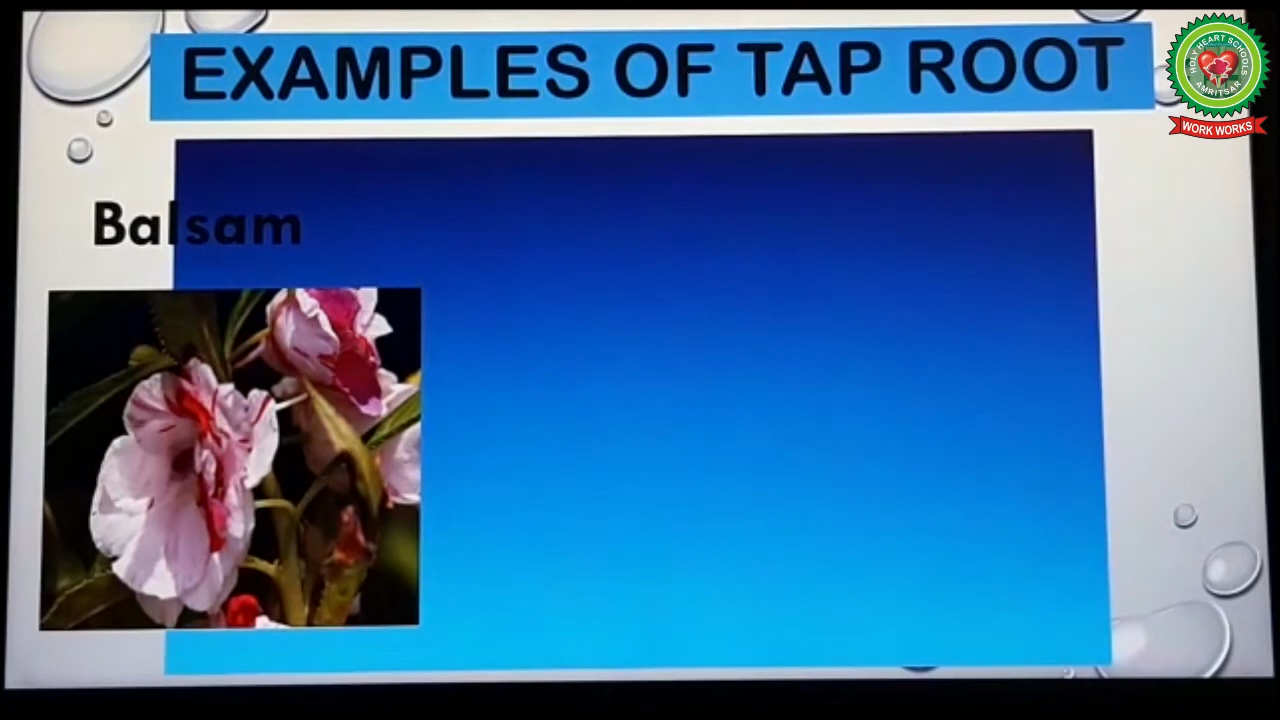 EXAMPLES OF TAP ROOT
Balsam
HOLY HEART SCHOOLS
AMRITSAR
WORK WORKS